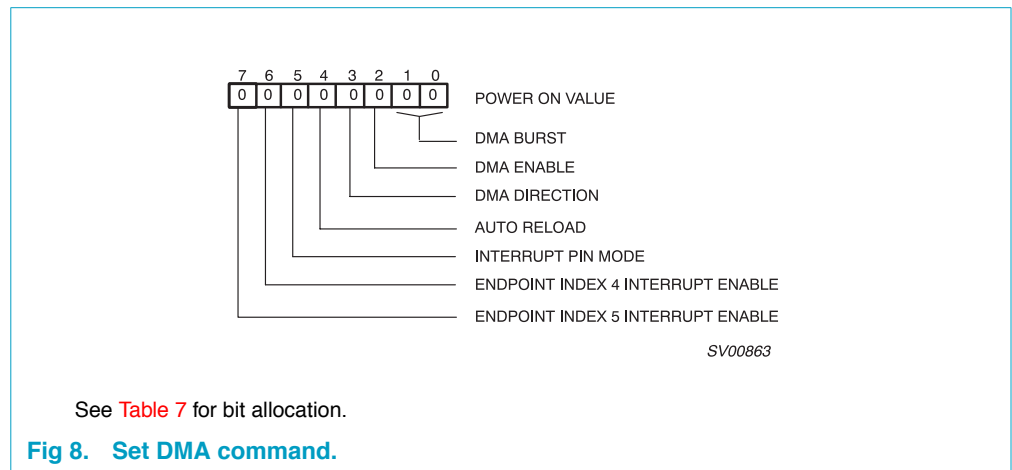 7 6 5 4 3 2 1 0
0 0 0 0 0 0 0 0 POWER ON VALUE
DMA BURST
DMA ENABLE
DMA DIRECTION
AUTO RELOAD
INTERRUPT PIN MODE
ENDPOINT INDEX 4 INTERRUPT ENABLE
ENDPOINT INDEX 5 INTERRUPT ENABLE
SV00863
See Table 7 for bit allocation.
Fig 8. Set DMA command.